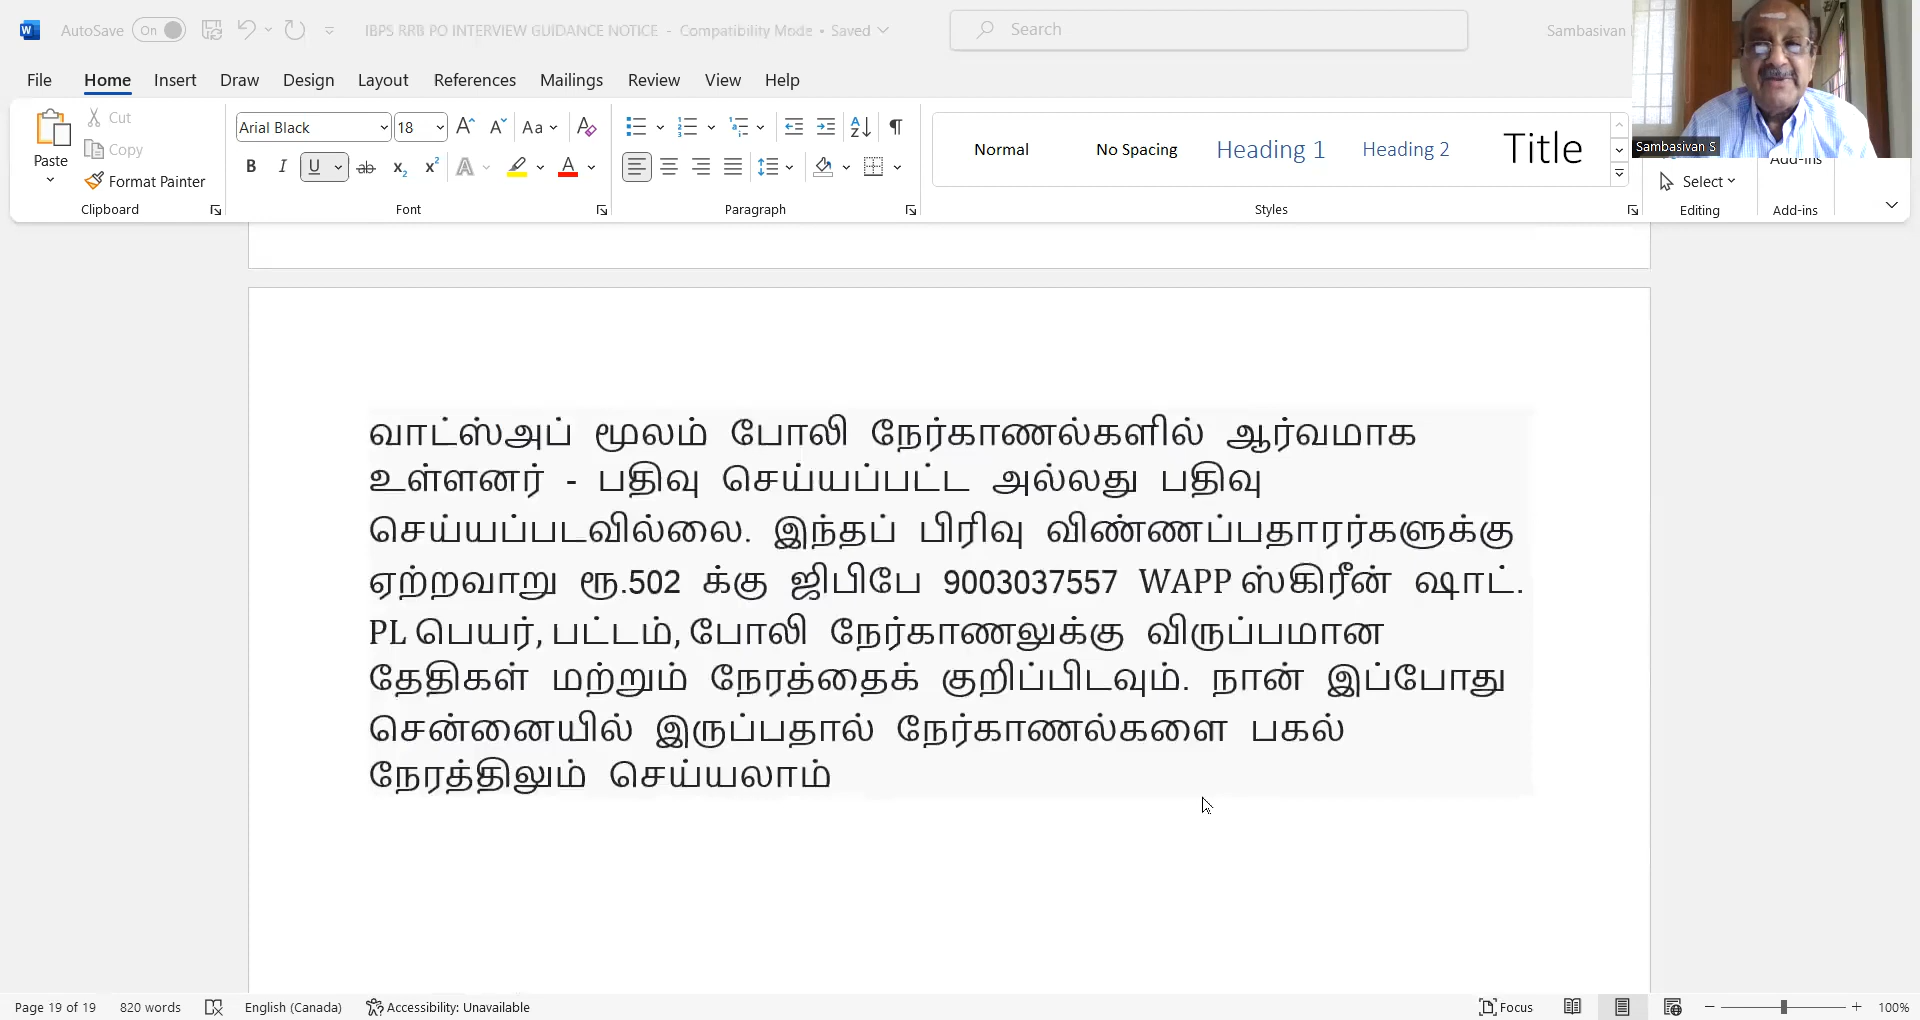 AutoSave On IBPS RRB PO INTERVIEW GUIDANCE NOTICE - Compatibility Mode • Saved Search Sambasivan
File Home Insert Draw Design Layout References Mailings Review View Help
Paste Cut Copy Format Painter
Clipboard
Arial Black 18
Font
Paragraph
Normal No Spacing Heading 1 Heading 2 Title
Styles
Select
Editing
Add-ins
Add-ins
Sambasivan S
வாட்ஸ்அப் மூலம் போலி நேர்காணல்களில் ஆர்வமாக
உள்ளனர் - பதிவு செய்யப்பட்ட அல்லது பதிவு
செய்யப்படவில்லை. இந்தப் பிரிவு விண்ணப்பதாரர்களுக்கு
ஏற்றவாறு ரூ.502 க்கு ஜிபிபே 9003037557 WAPP ஸ்கிரீன் ஷாட்.
PL பெயர், பட்டம், போலி நேர்காணலுக்கு விருப்பமான
தேதிகள் மற்றும் நேரத்தைக் குறிப்பிடவும். நான் இப்போது
சென்னையில் இருப்பதால் நேர்காணல்களை பகல்
நேரத்திலும் செய்யலாம்
Page 19 of 19 820 words English (Canada) Accessibility: Unavailable Focus 100%